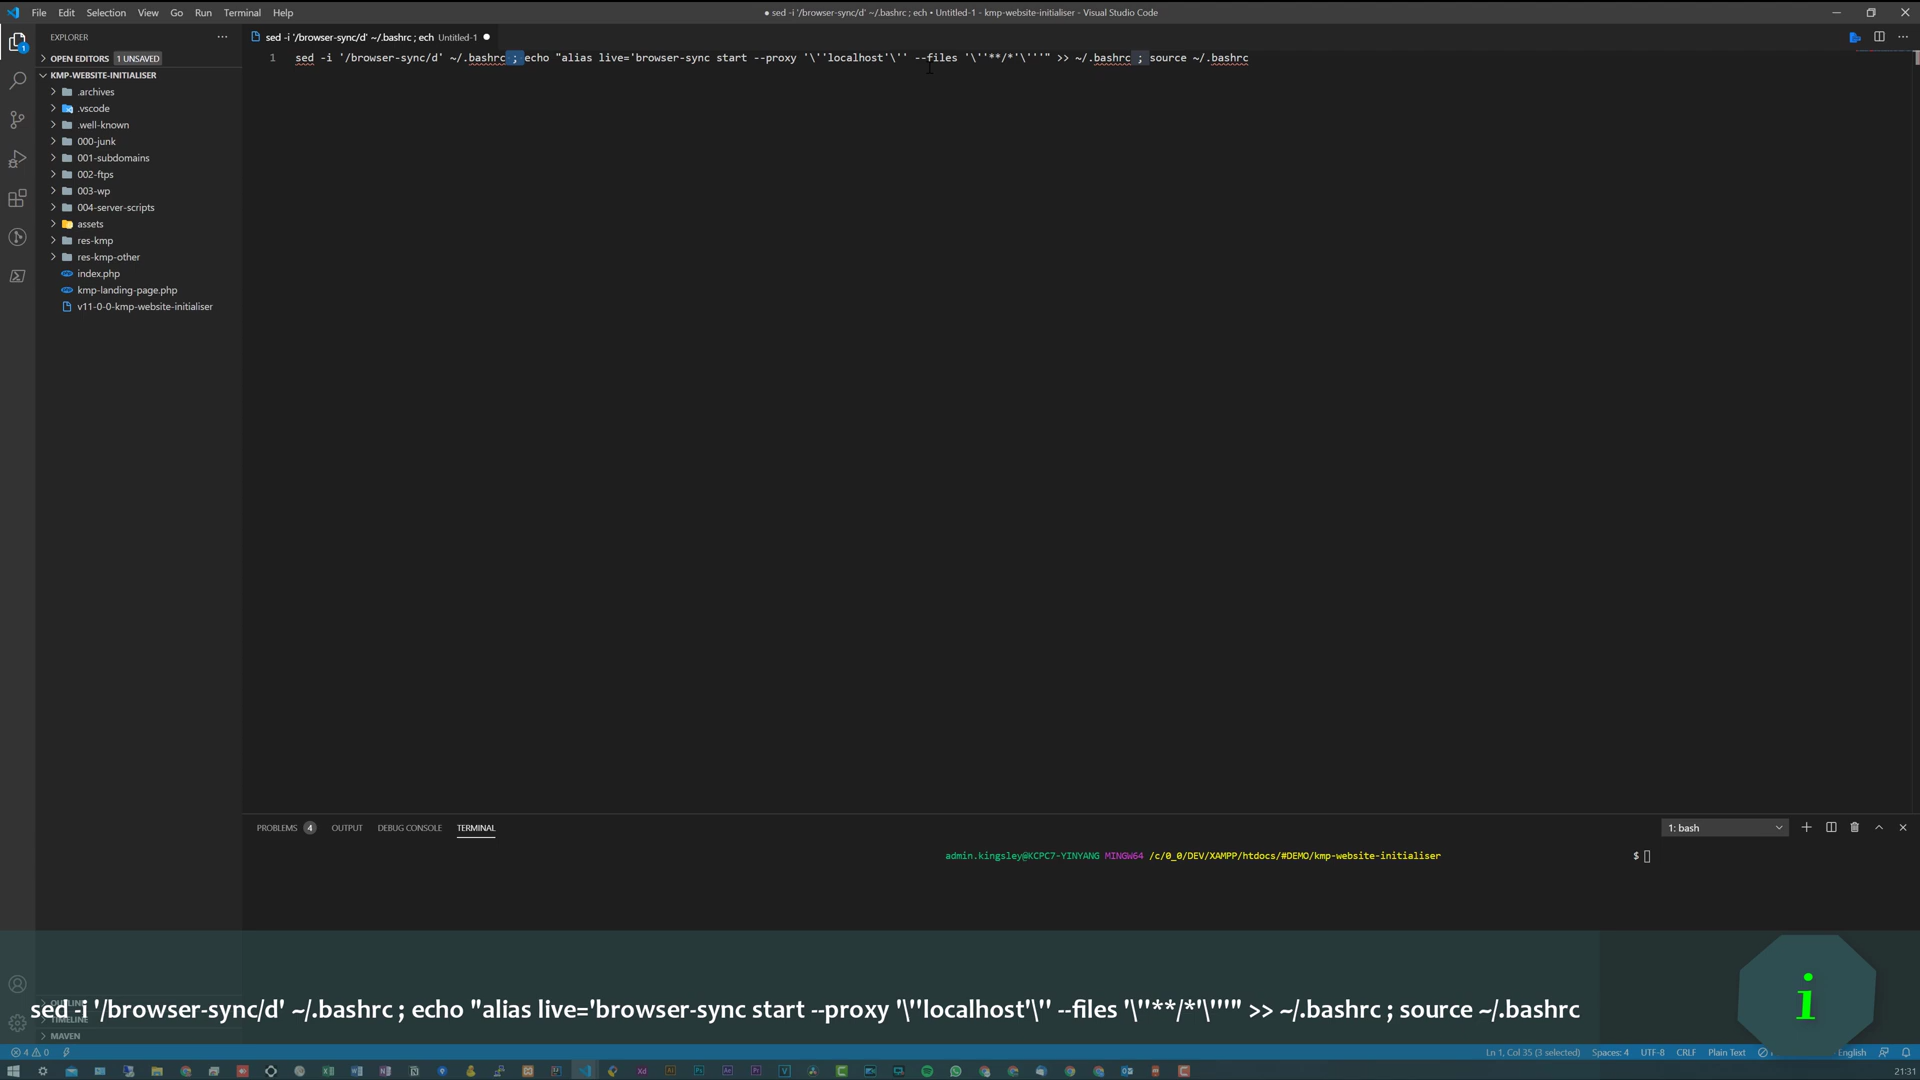 File Edit Selection View Go Run Terminal Help
● sed -i '/browser-sync/d' ~/.bashrc ; ech • Untitled-1 - kmp-website-initialiser - Visual Studio Code
EXPLORER
1
OPEN EDITORS 1 UNSAVED
KMP-WEBSITE-INITIALISER
.archives
.vscode
.well-known
000-junk
001-subdomains
002-ftps
003-wp
004-server-scripts
assets
res-kmp
res-kmp-other
index.php
kmp-landing-page.php
v11-0-0-kmp-website-initialiser
OUTLINE
TIMELINE
MAVEN
sed -i '/browser-sync/d' ~/.bashrc ; ech Untitled-1 ●
1 sed -i '/browser-sync/d' ~/.bashrc ; echo "alias live='browser-sync start --proxy '\''localhost'\'' --files '\''**/*'\'''" >> ~/.bashrc ; source ~/.bashrc
PROBLEMS 4 OUTPUT DEBUG CONSOLE TERMINAL
1: bash
admin.kingsley@KCPC7-YINYANG MINGW64 /c/0_0/DEV/XAMPP/htdocs/#DEMO/kmp-website-initialiser $
sed -i '/browser-sync/d' ~/.bashrc ; echo "alias live='browser-sync start --proxy '\''localhost'\'' --files '\''**/*'\'''" >> ~/.bashrc ; source ~/.bashrc
i
4 0
Ln 1, Col 35 (3 selected) Spaces: 4 UTF-8 CRLF Plain Text English
21:31